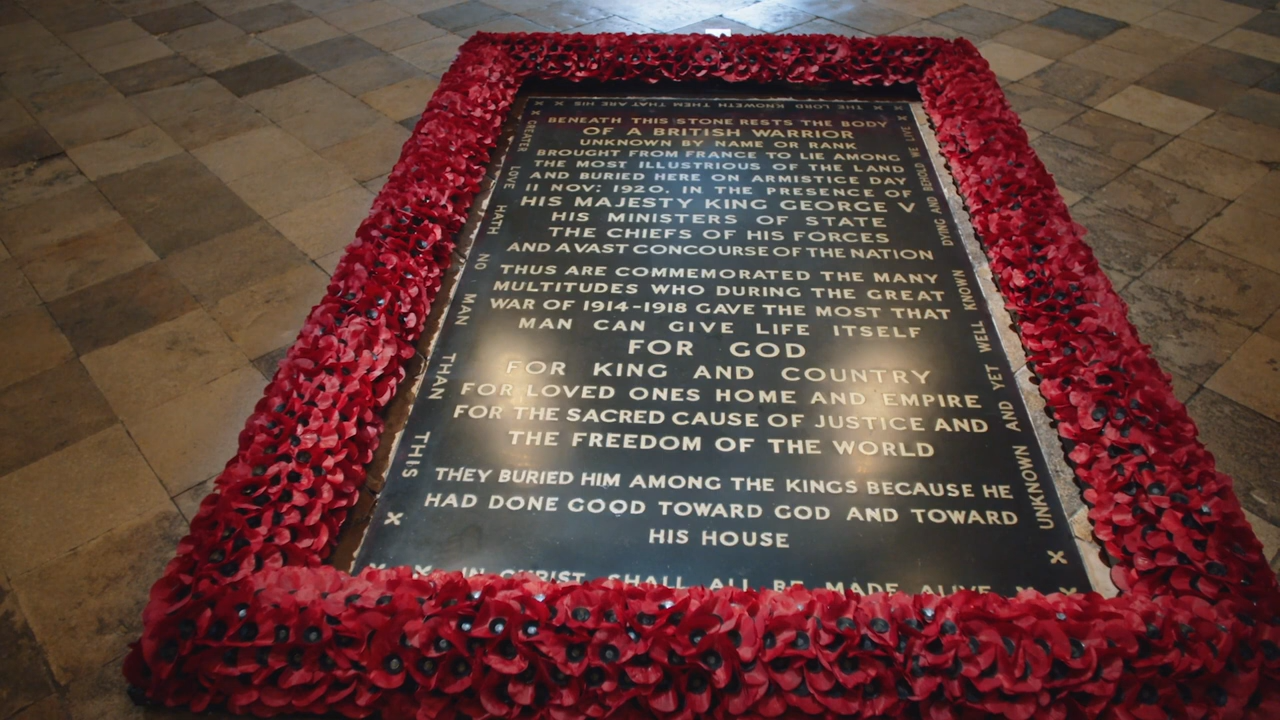 THE LORD KNOWETH THEM THAT ARE HIS
BENEATH THIS STONE RESTS THE BODY
OF A BRITISH WARRIOR
UNKNOWN BY NAME OR RANK
BROUGHT FROM FRANCE TO LIE AMONG
THE MOST ILLUSTRIOUS OF THE LAND
AND BURIED HERE ON ARMISTICE DAY
11 NOV: 1920, IN THE PRESENCE OF
HIS MAJESTY KING GEORGE V
HIS MINISTERS OF STATE
THE CHIEFS OF HIS FORCES
AND A VAST CONCOURSE OF THE NATION
THUS ARE COMMEMORATED THE MANY
MULTITUDES WHO DURING THE GREAT
WAR OF 1914-1918 GAVE THE MOST THAT
MAN CAN GIVE LIFE ITSELF
FOR GOD
FOR KING AND COUNTRY
FOR LOVED ONES HOME AND EMPIRE
FOR THE SACRED CAUSE OF JUSTICE AND
THE FREEDOM OF THE WORLD
THEY BURIED HIM AMONG THE KINGS BECAUSE HE
HAD DONE GOOD TOWARD GOD AND TOWARD
HIS HOUSE
GREATER LOVE HATH NO MAN THAN THIS
UNKNOWN AND YET WELL KNOWN DYING AND BEHOLD WE LIVE
IN CHRIST SHALL ALL BE MADE ALIVE